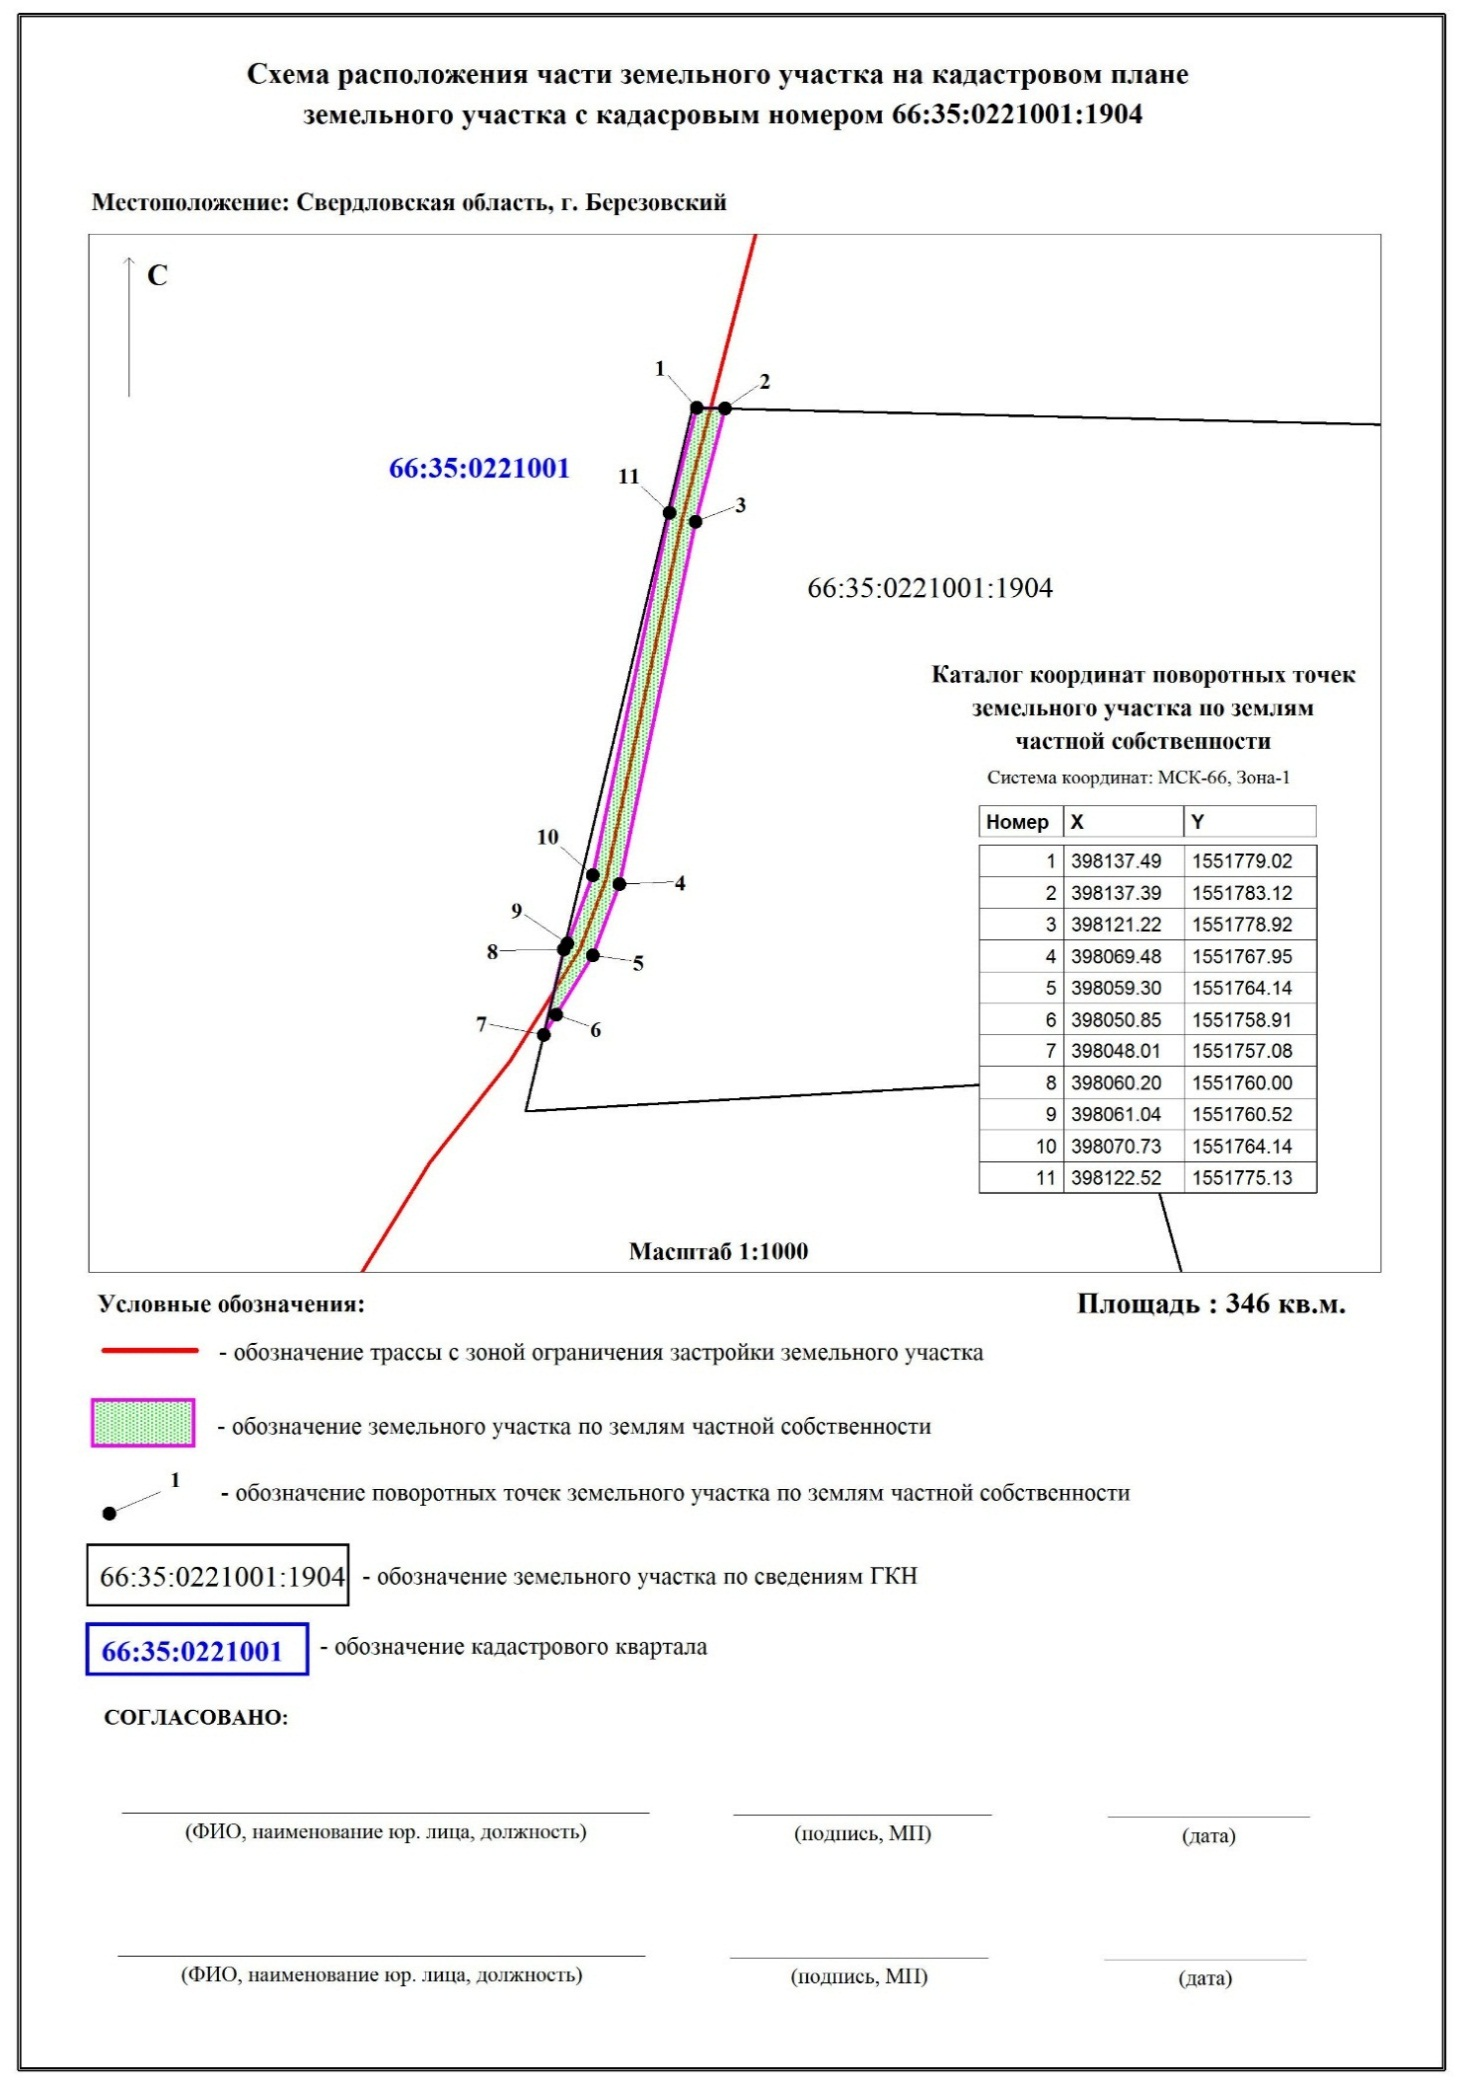 Схема расположения части земельного участка на кадастровом плане
земельного участка с кадасровым номером 66:35:0221001:1904
Местоположение: Свердловская область, г. Березовский
С
1
2
66:35:0221001
11
3
66:35:0221001:1904
Каталог координат поворотных точек
земельного участка по землям
частной собственности
Система координат: МСК-66, Зона-1
Номер X Y
1 398137.49 1551779.02
2 398137.39 1551783.12
3 398121.22 1551778.92
4 398069.48 1551767.95
5 398059.30 1551764.14
6 398050.85 1551758.91
7 398048.01 1551757.08
8 398060.20 1551760.00
9 398061.04 1551760.52
10 398070.73 1551764.14
11 398122.52 1551775.13
10
4
9
8
5
7
6
Масштаб 1:1000
Условные обозначения:
Площадь : 346 кв.м.
- обозначение трассы с зоной ограничения застройки земельного участка
- обозначение земельного участка по землям частной собственности
1
- обозначение поворотных точек земельного участка по землям частной собственности
66:35:0221001:1904 - обозначение земельного участка по сведениям ГКН
66:35:0221001 - обозначение кадастрового квартала
СОГЛАСОВАНО:
(ФИО, наименование юр. лица, должность) (подпись, МП) (дата)
(ФИО, наименование юр. лица, должность) (подпись, МП) (дата)